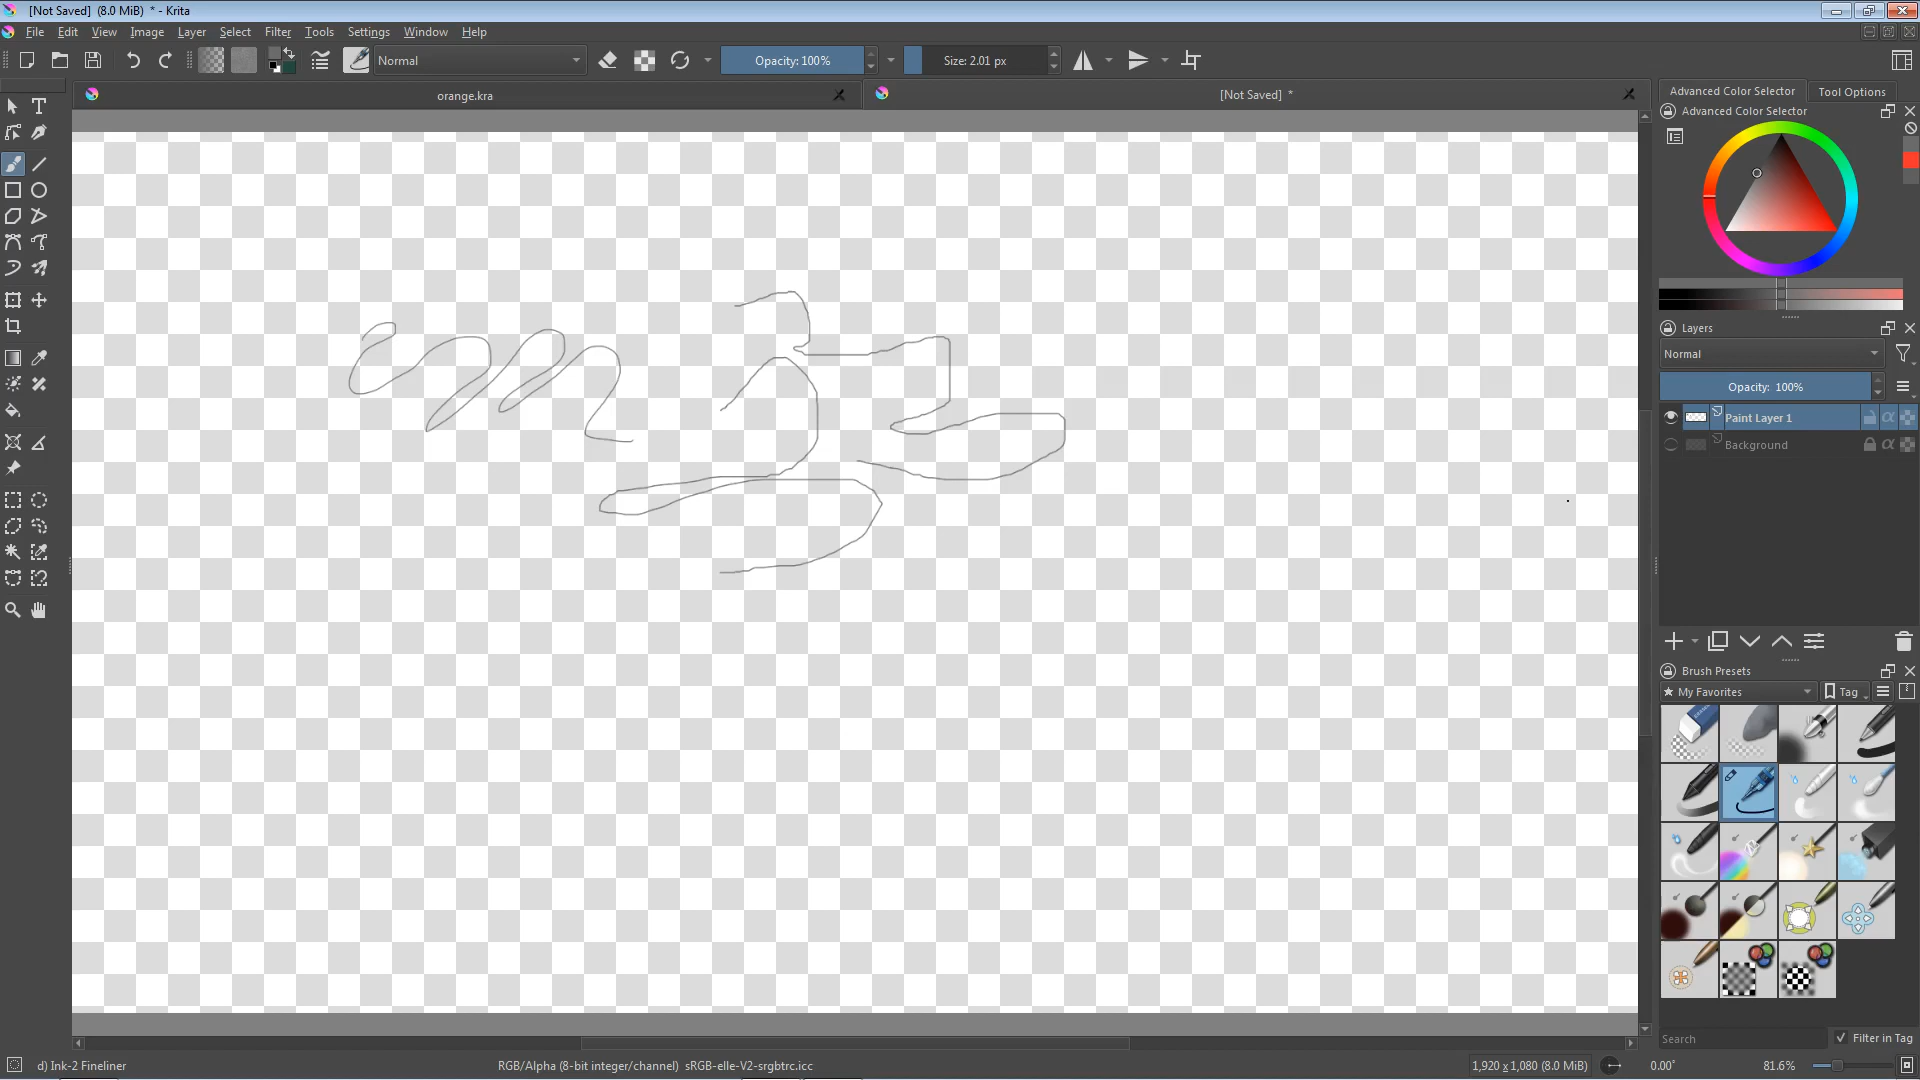 [Not Saved]  (8.0 MiB)  * - Krita
File Edit View Image Layer Select Filter Tools Settings Window Help
Normal Opacity: 100% Size: 2.01 px
orange.kra [Not Saved] *
Advanced Color Selector Tool Options
Advanced Color Selector
Layers
Normal
Opacity:  100%
Paint Layer 1
Background
Brush Presets
My Favorites Tag
Search Filter in Tag
d) Ink-2 Fineliner RGB/Alpha (8-bit integer/channel)  sRGB-elle-V2-srgbtrc.icc 1,920 x 1,080 (8.0 MiB) 0.00° 81.6%